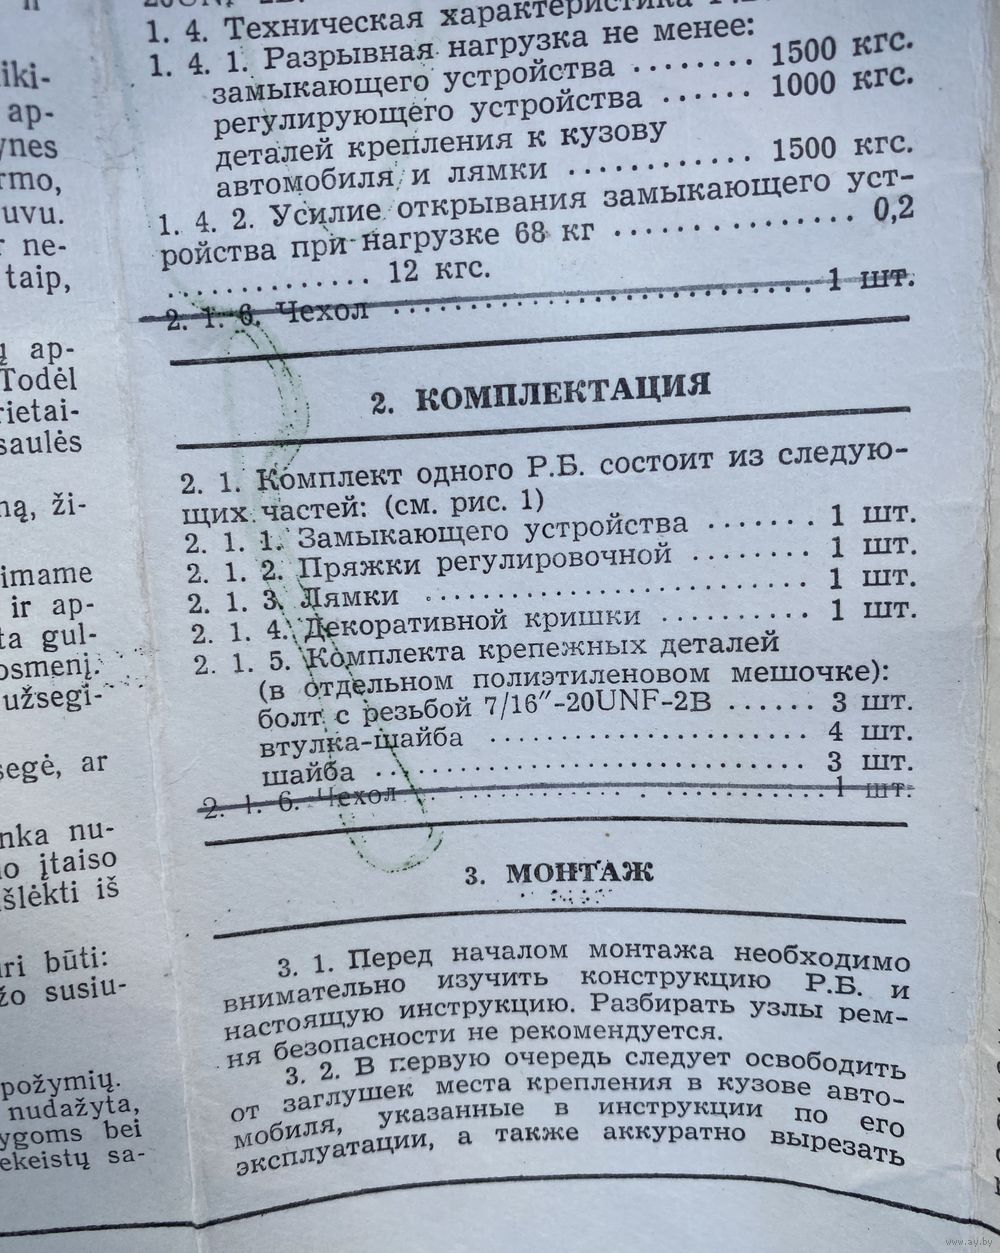 iki-
ap-
ynes
rmo,
uvu.
ne-
taip,
ų ap-
Todėl
rietai-
saulės
ną, ži-
imame
ir ap-
ta gul-
osmenį.
užsegi-
segė, ar
nka nu-
io įtaiso
šlėkti iš
ri būti:
žo susiu-
požymių.
nudažyta,
ygoms bei
ekeistų sa-
1. 4. Техническая характеристика
1. 4. 1. Разрывная нагрузка не менее:
замыкающего устройства ........ 1500 кгс.
регулирующего устройства ...... 1000 кгс.
деталей крепления к кузову
автомобиля и лямки ........... 1500 кгс.
1. 4. 2. Усилие открывания замыкающего уст-
ройства при нагрузке 68 кг ............... 0,2
............. 12 кгс.
2. 1. 6. Чехол ........................... 1 шт.
2. КОМПЛЕКТАЦИЯ
2. 1. Комплект одного Р.Б. состоит из следую-
щих частей: (см. рис. 1)
2. 1. 1. Замыкающего устройства ....... 1 шт.
2. 1. 2. Пряжки регулировочной ........ 1 шт.
2. 1. 3. Лямки ......................... 1 шт.
2. 1. 4. Декоративной кришки .......... 1 шт.
2. 1. 5. Комплекта крепежных деталей
(в отдельном полиэтиленовом мешочке):
болт с резьбой 7/16"-20UNF-2B ...... 3 шт.
втулка-шайба ..................... 4 шт.
шайба ............................ 3 шт.
2. 1. 6. Чехол ......................... 1 шт.
3. МОНТАЖ
3. 1. Перед началом монтажа необходимо
внимательно изучить конструкцию Р.Б. и
настоящую инструкцию. Разбирать узлы рем-
ня безопасности не рекомендуется.
3. 2. В первую очередь следует освободить
от заглушек места крепления в кузове авто-
мобиля, указанные в инструкции по его
эксплуатации, а также аккуратно вырезать
www.ay.by